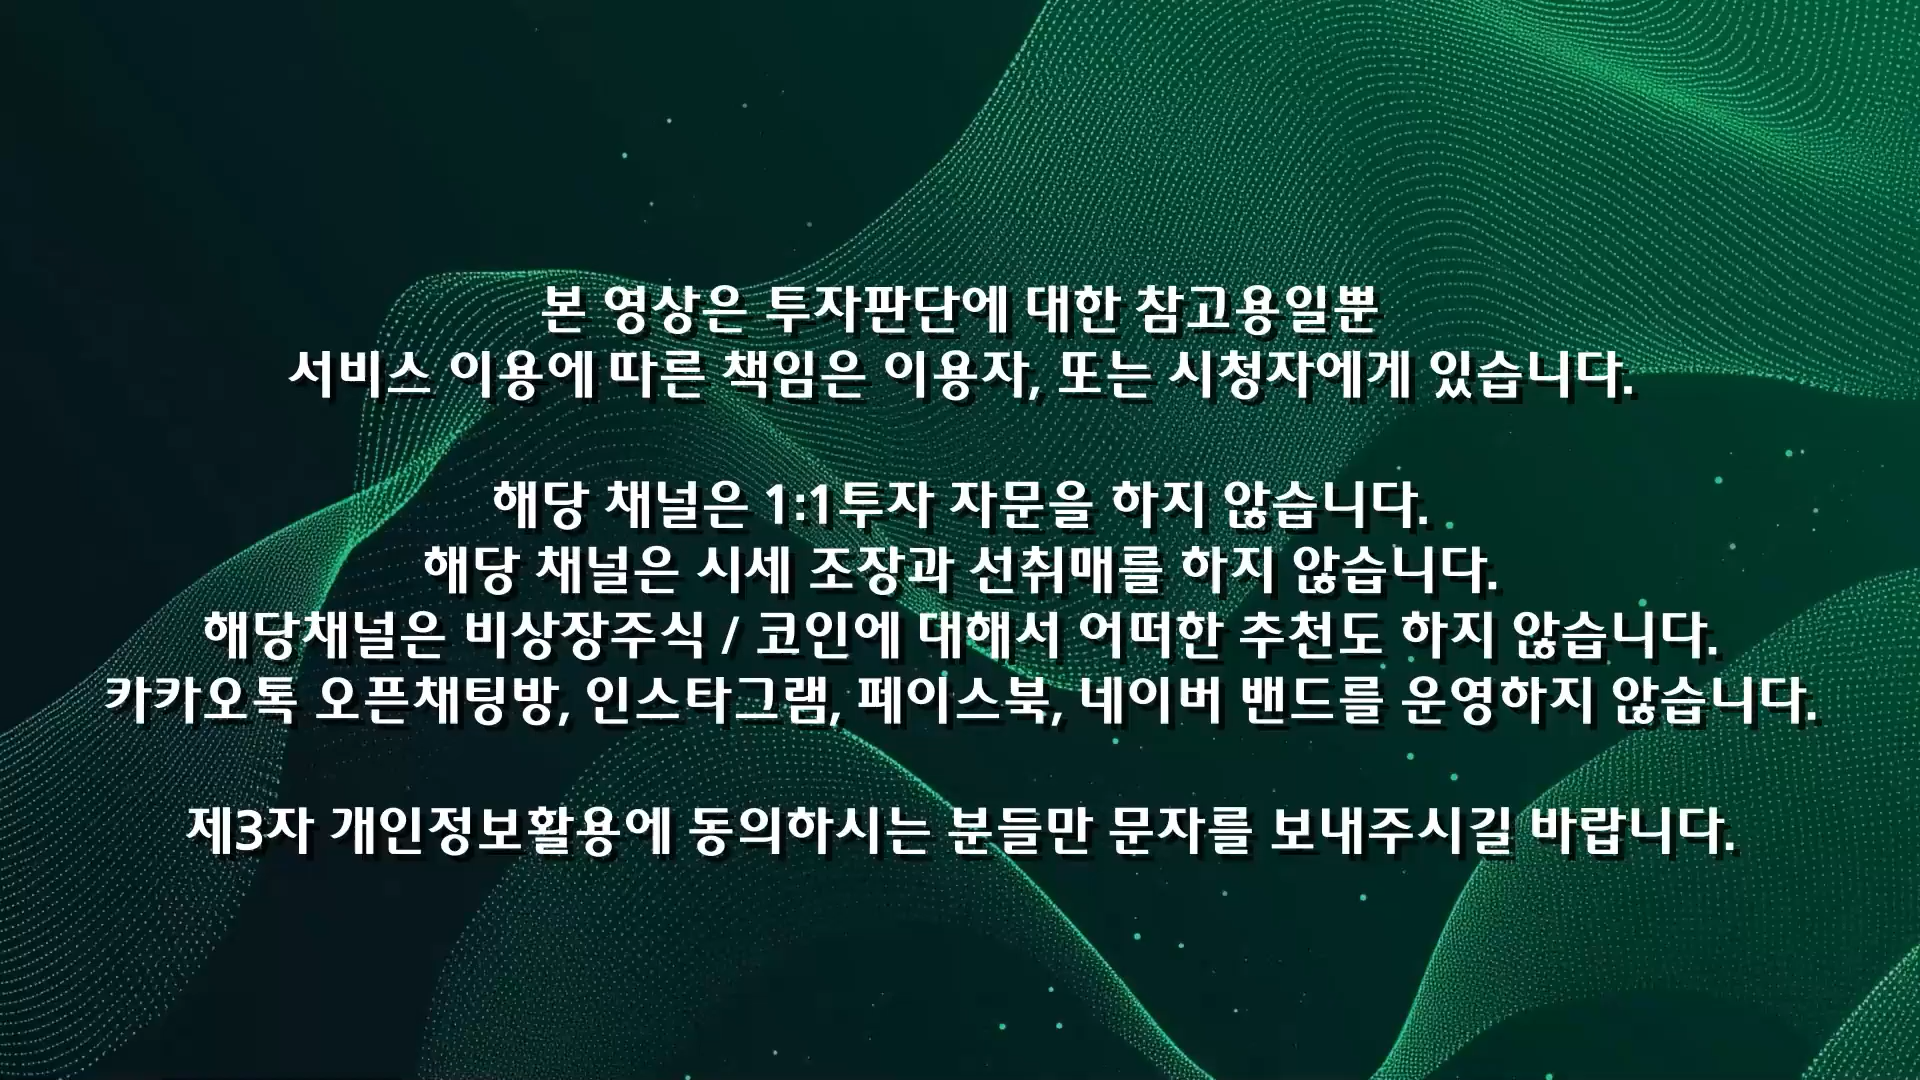 본 영상은 투자판단에 대한 참고용일뿐
서비스 이용에 따른 책임은 이용자, 또는 시청자에게 있습니다.
해당 채널은 1:1투자 자문을 하지 않습니다.
해당 채널은 시세 조장과 선취매를 하지 않습니다.
해당채널은 비상장주식 / 코인에 대해서 어떠한 추천도 하지 않습니다.
카카오톡 오픈채팅방, 인스타그램, 페이스북, 네이버 밴드를 운영하지 않습니다.
제3자 개인정보활용에 동의하시는 분들만 문자를 보내주시길 바랍니다.